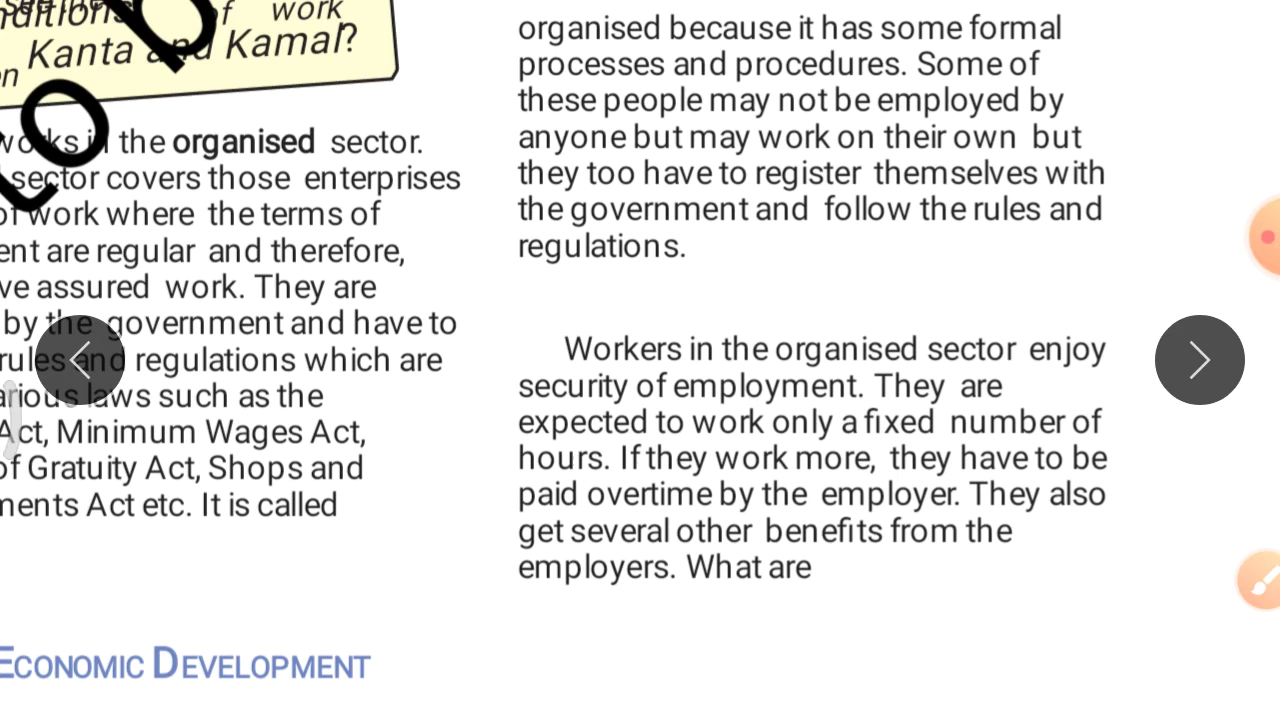 of work
Kanta and Kamal?
works in the organised sector.
sector covers those enterprises
of work where the terms of
are regular and therefore,
assured work. They are
by the government and have to
rules and regulations which are
laws such as the
Act, Minimum Wages Act,
of Gratuity Act, Shops and
Act etc. It is called
organised because it has some formal
processes and procedures. Some of
these people may not be employed by
anyone but may work on their own but
they too have to register themselves with
the government and follow the rules and
regulations.
Workers in the organised sector enjoy
security of employment. They are
expected to work only a fixed number of
hours. If they work more, they have to be
paid overtime by the employer. They also
get several other benefits from the
employers. What are
ECONOMIC DEVELOPMENT